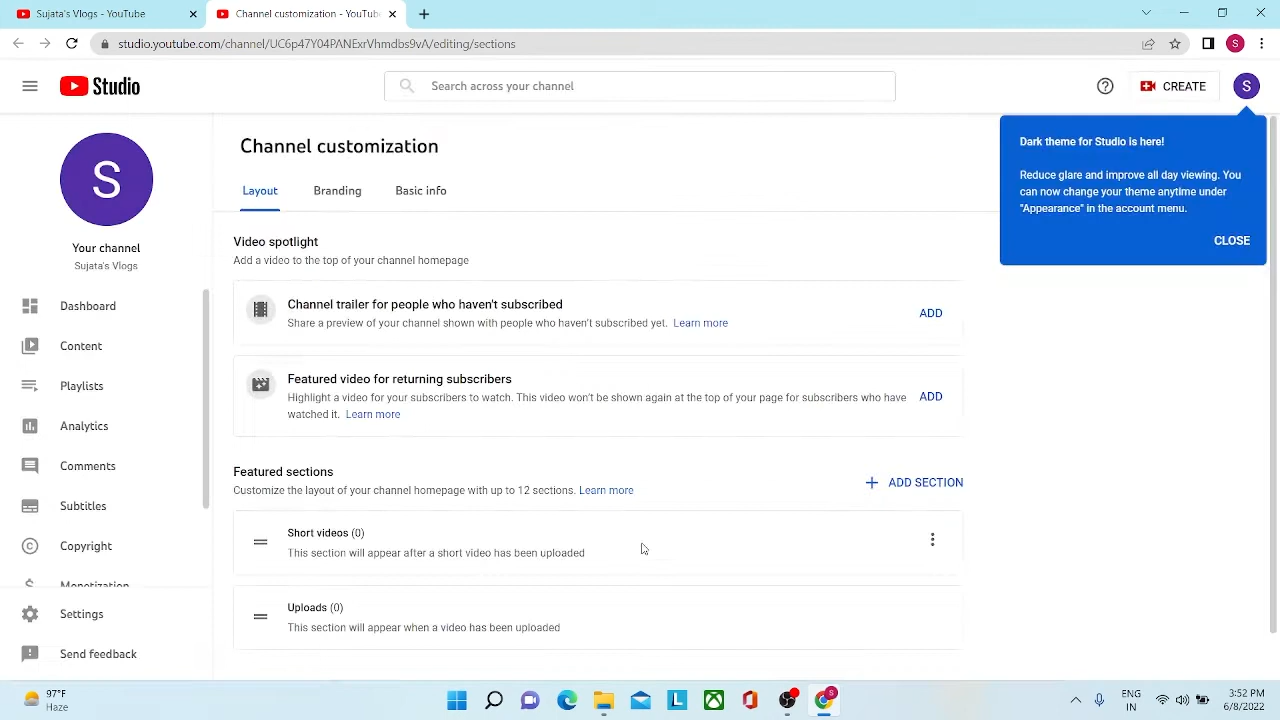 Sujata's Vlogs - YouTube
Channel customization - YouTube
studio.youtube.com/channel/UC6p47Y04PANExrVhmdbs9vA/editing/sections
S
Studio
Search across your channel
CREATE
S
S
Your channel
Sujata's Vlogs
Dashboard
Content
Playlists
Analytics
Comments
Subtitles
Copyright
Monetization
Settings
Send feedback
Channel customization
Layout
Branding
Basic info
Video spotlight
Add a video to the top of your channel homepage
Channel trailer for people who haven't subscribed
Share a preview of your channel shown with people who haven't subscribed yet. Learn more
ADD
Featured video for returning subscribers
Highlight a video for your subscribers to watch. This video won't be shown again at the top of your page for subscribers who have
watched it. Learn more
ADD
Featured sections
Customize the layout of your channel homepage with up to 12 sections. Learn more
ADD SECTION
Short videos (0)
This section will appear after a short video has been uploaded
Uploads (0)
This section will appear when a video has been uploaded
Dark theme for Studio is here!
Reduce glare and improve all day viewing. You
can now change your theme anytime under
"Appearance" in the account menu.
CLOSE
97°F
Haze
L
S
ENG
IN
3:52 PM
6/8/2022